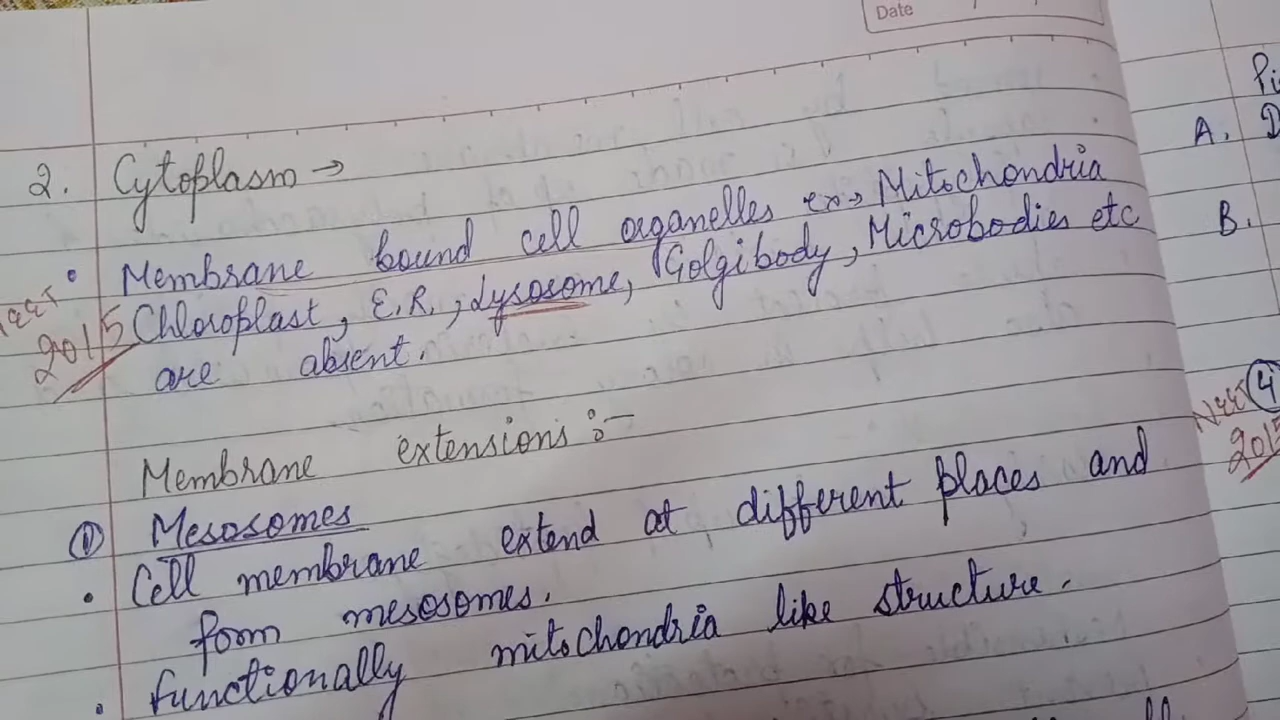 Date
2. Cytoplasm →
• Membrane bound cell organelles ex→ Mitochondria
NEET 2015 Chloroplast, E.R., Lysosome, Golgibody, Microbodies etc
are absent.
Membrane extensions :-
① Mesosomes
• Cell membrane extend at different places and
form mesosomes.
• functionally mitochondria like structure.
A. D
B.
NEET ④
2015